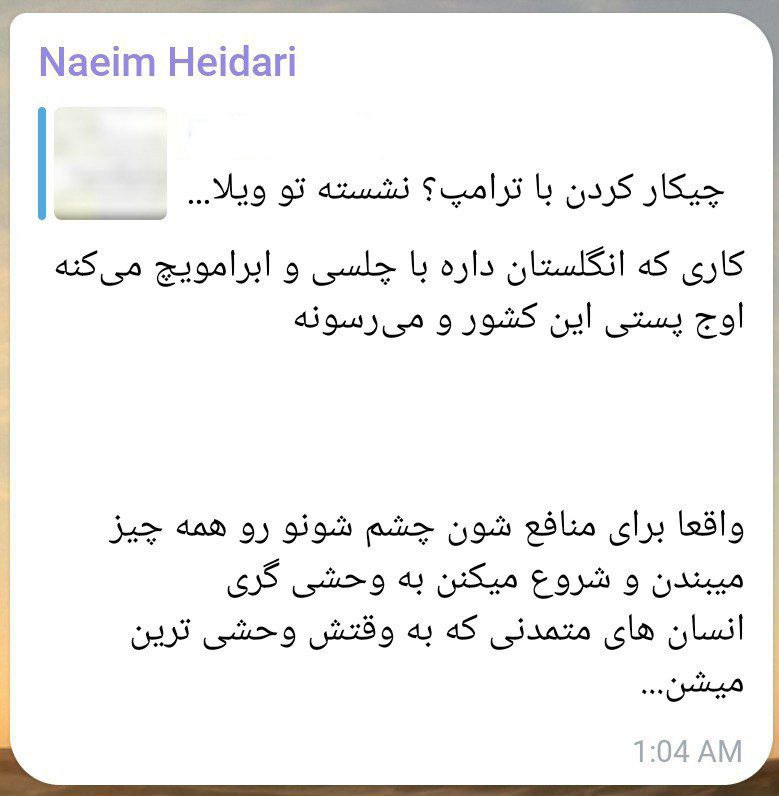 Naeim Heidari
چیکار کردن با ترامپ؟ نشسته تو ویلا...
کاری که انگلستان داره با چلسی و ابرامویچ می‌کنه
اوج پستی این کشور و می‌رسونه
واقعا برای منافع شون چشم شونو رو همه چیز
میبندن و شروع میکنن به وحشی گری
انسان های متمدنی که به وقتش وحشی ترین
میشن...
1:04 AM